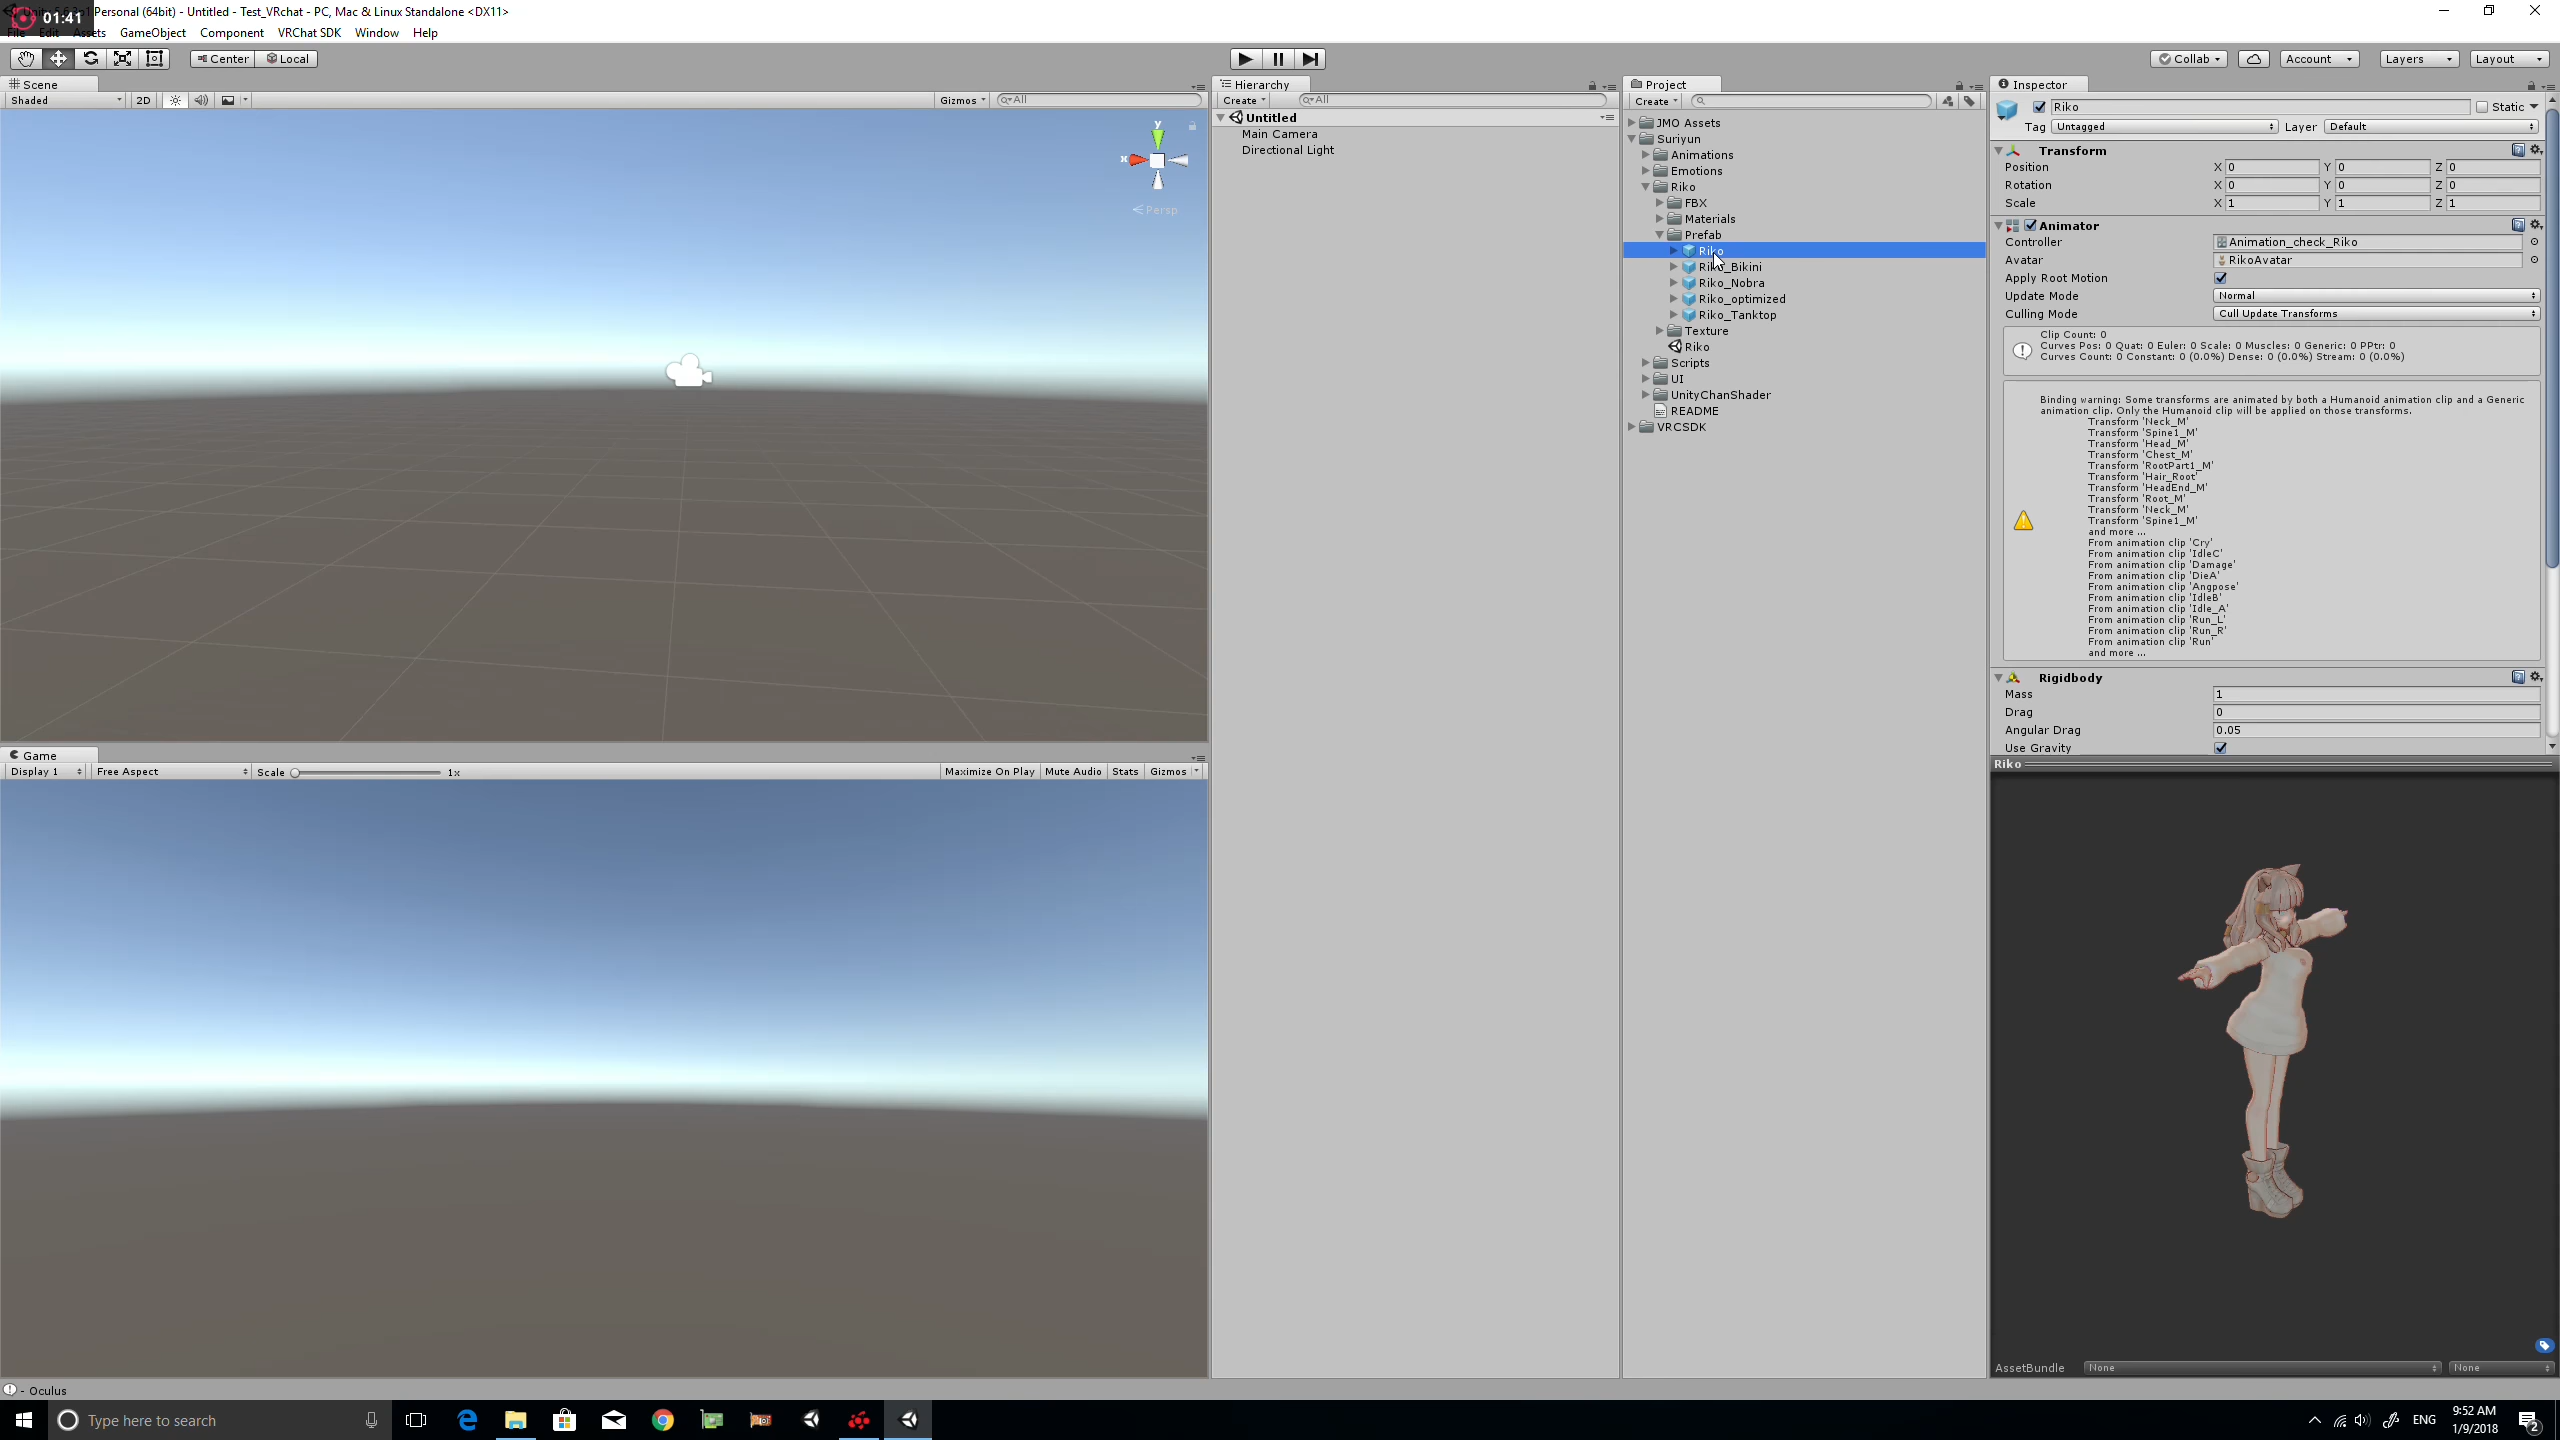 01:41
Personal (64bit) - Untitled - Test_VRchat - PC, Mac & Linux Standalone <DX11>
File Edit Assets GameObject Component VRChat SDK Window Help
Center Local
Collab Account Layers Layout
Scene
Shaded 2D Gizmos All
y
x
Persp
Game
Display 1 Free Aspect Scale 1x Maximize On Play Mute Audio Stats Gizmos
Hierarchy
Create All
Untitled
Main Camera
Directional Light
Project
Create
JMO Assets
Suriyun
Animations
Emotions
Riko
FBX
Materials
Prefab
Riko
Riko_Bikini
Riko_Nobra
Riko_optimized
Riko_Tanktop
Texture
Riko
Scripts
UI
UnityChanShader
README
VRCSDK
Inspector
Riko Static
Tag Untagged Layer Default
Transform
Position X 0 Y 0 Z 0
Rotation X 0 Y 0 Z 0
Scale X 1 Y 1 Z 1
Animator
Controller Animation_check_Riko
Avatar RikoAvatar
Apply Root Motion
Update Mode Normal
Culling Mode Cull Update Transforms
Clip Count: 0
Curves Pos: 0 Quat: 0 Euler: 0 Scale: 0 Muscles: 0 Generic: 0 PPtr: 0
Curves Count: 0 Constant: 0 (0.0%) Dense: 0 (0.0%) Stream: 0 (0.0%)
Binding warning: Some transforms are animated by both a Humanoid animation clip and a Generic
animation clip. Only the Humanoid clip will be applied on those transforms.
Transform 'Neck_M'
Transform 'Spine1_M'
Transform 'Head_M'
Transform 'Chest_M'
Transform 'RootPart1_M'
Transform 'Hair_Root'
Transform 'HeadEnd_M'
Transform 'Root_M'
Transform 'Neck_M'
Transform 'Spine1_M'
and more ...
From animation clip 'Cry'
From animation clip 'IdleC'
From animation clip 'Damage'
From animation clip 'DieA'
From animation clip 'Angpose'
From animation clip 'IdleB'
From animation clip 'Idle_A'
From animation clip 'Run_L'
From animation clip 'Run_R'
From animation clip 'Run'
and more ...
Rigidbody
Mass 1
Drag 0
Angular Drag 0.05
Use Gravity
Riko
AssetBundle None None
- Oculus
Type here to search
ENG
9:52 AM
1/9/2018
2